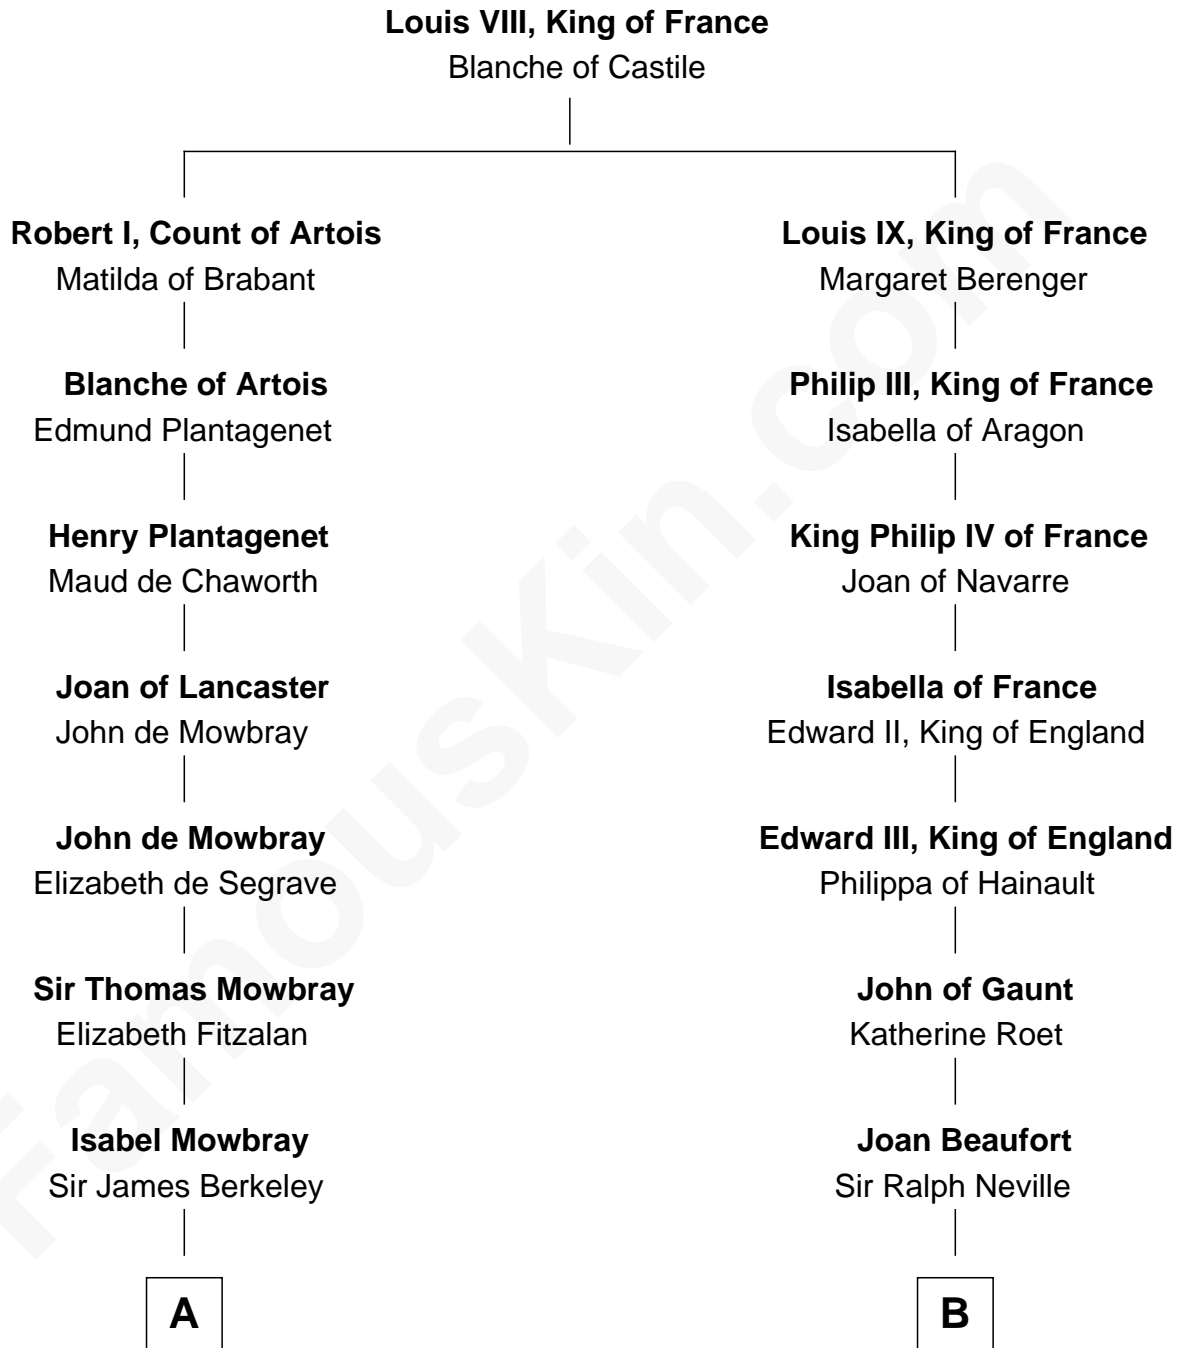 Louis VIII, King of France
Blanche of Castile
Robert I, Count of Artois
Matilda of Brabant
Louis IX, King of France
Margaret Berenger
Blanche of Artois
Edmund Plantagenet
Philip III, King of France
Isabella of Aragon
Henry Plantagenet
Maud de Chaworth
King Philip IV of France
Joan of Navarre
Joan of Lancaster
John de Mowbray
Isabella of France
Edward II, King of England
John de Mowbray
Elizabeth de Segrave
Edward III, King of England
Philippa of Hainault
Sir Thomas Mowbray
Elizabeth Fitzalan
John of Gaunt
Katherine Roet
Isabel Mowbray
Sir James Berkeley
Joan Beaufort
Sir Ralph Neville
A
B
FamousKin.com